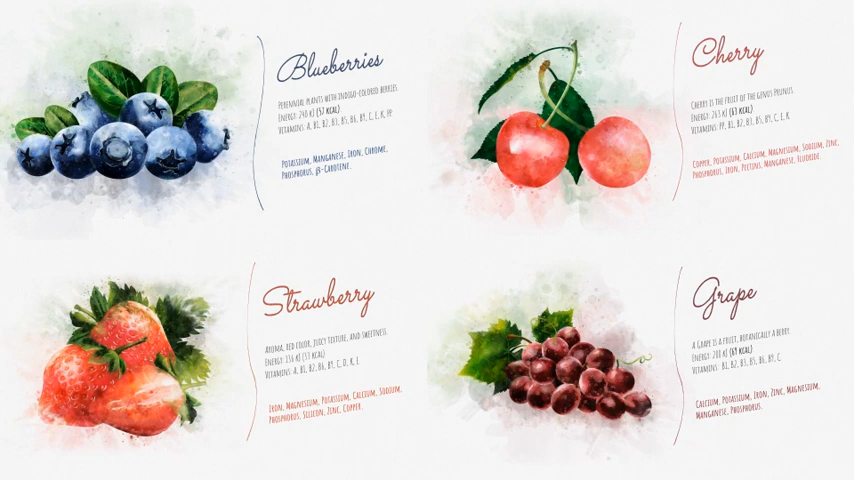 Blueberries
Perennial plants with indigo-colored berries
Energy: 240 kJ (57 kcal)
Vitamins: A, B1, B2, B3, B5, B6, B9, C, E, K, PP
Potassium, Manganese, Iron, Chrome,
Phosphorus, β-Carotene.
Cherry
Cherry is the fruit of the genus Prunus
Energy: 263 kJ (63 kcal)
Vitamins: PP, B1, B2, B3, B5, B6, B9, C, E, K
Copper, Potassium, Calcium, Magnesium, Sodium, Zinc,
Phosphorus, Iron, Pectins, Manganese, Fluoride.
Strawberry
Aroma, red color, juicy texture, and sweetness.
Energy: 136 kJ (33 kcal)
Vitamins: A, B1, B2, B6, B9, C, D, K, E
Iron, Magnesium, Potassium, Calcium, Sodium,
Phosphorus, Silicon, Zinc, Copper.
Grape
A Grape is a fruit, botanically a berry.
Energy: 288 kJ (69 kcal)
Vitamins: B1, B2, B3, B5, B6, B9, C
Calcium, Potassium, Iron, Zinc, Magnesium,
Manganese, Phosphorus.